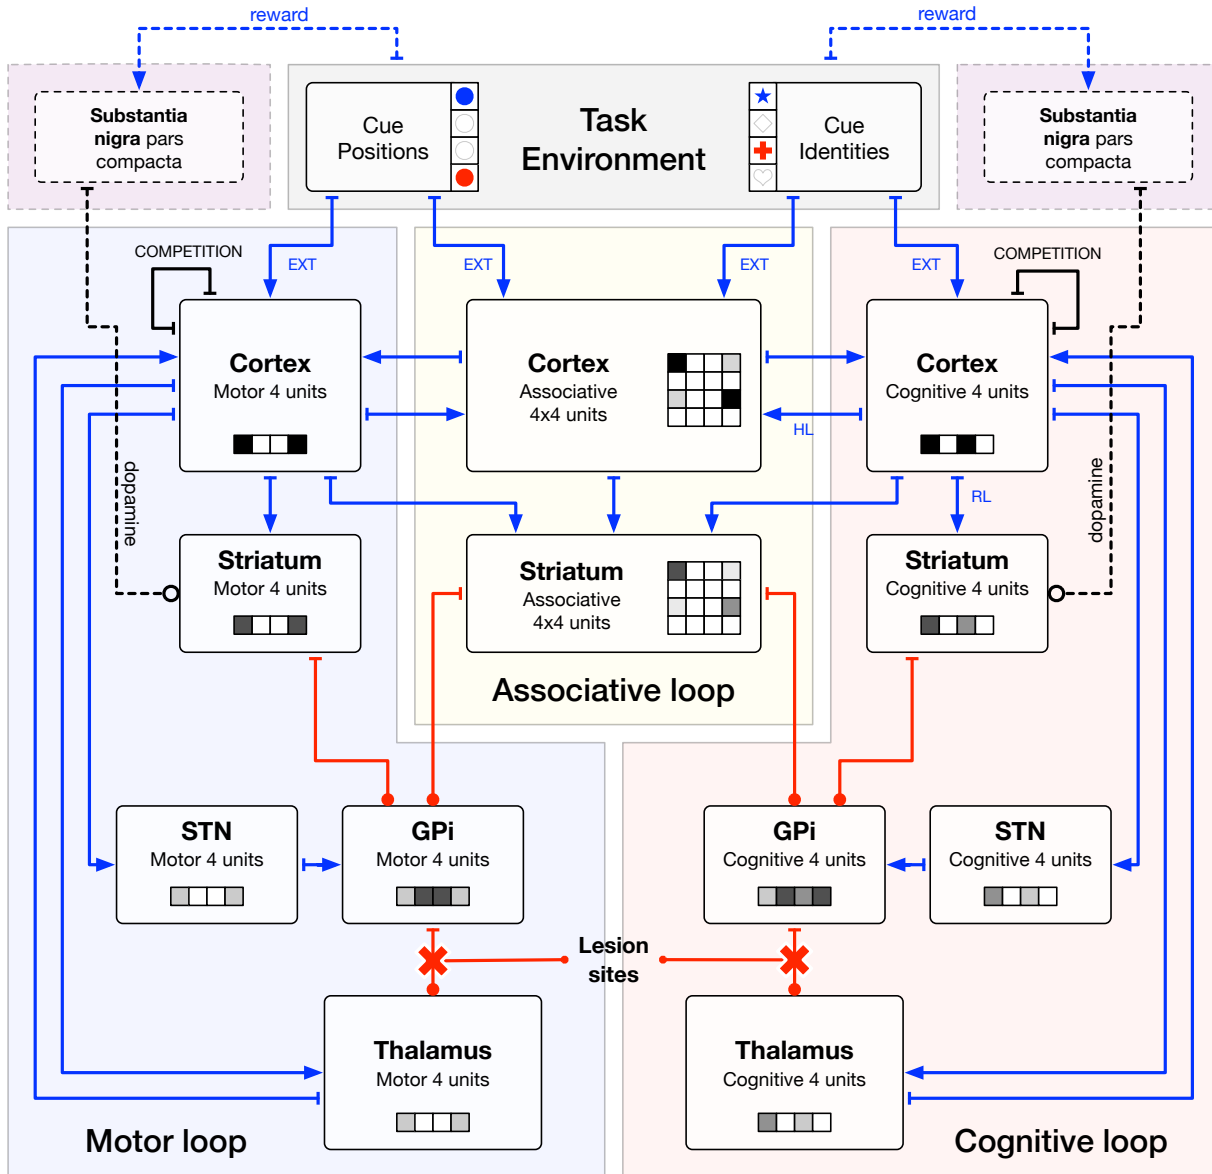 reward
reward
Substantia
nigra pars
compacta
Cue
Positions
Task
Environment
Cue
Identities
Substantia
nigra pars
compacta
COMPETITION
EXT
EXT
EXT
EXT
COMPETITION
Cortex
Motor 4 units
Cortex
Associative
4x4 units
Cortex
Cognitive 4 units
HL
dopamine
dopamine
RL
Striatum
Motor 4 units
Striatum
Associative
4x4 units
Striatum
Cognitive 4 units
Associative loop
STN
Motor 4 units
GPi
Motor 4 units
GPi
Cognitive 4 units
STN
Cognitive 4 units
Lesion
sites
Thalamus
Motor 4 units
Thalamus
Cognitive 4 units
Motor loop
Cognitive loop